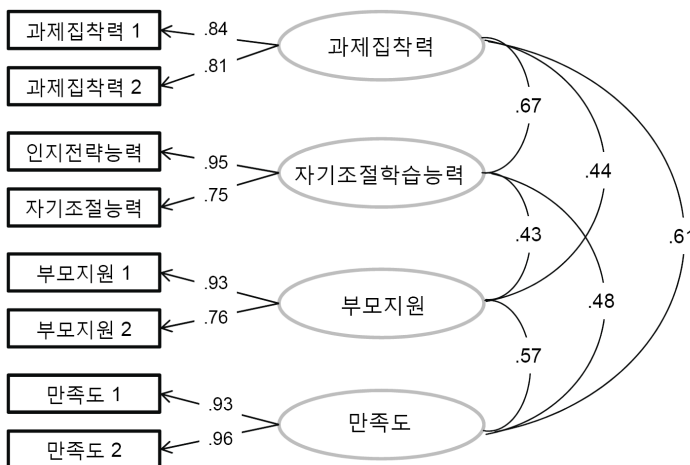 과제집착력 1
.84
과제집착력
.81
과제집착력 2
.67
인지전략능력
.95
자기조절학습능력
.44
.75
자기조절능력
.43
.61
부모지원 1
.93
부모지원
.48
.76
부모지원 2
.57
만족도 1
.93
만족도
.96
만족도 2